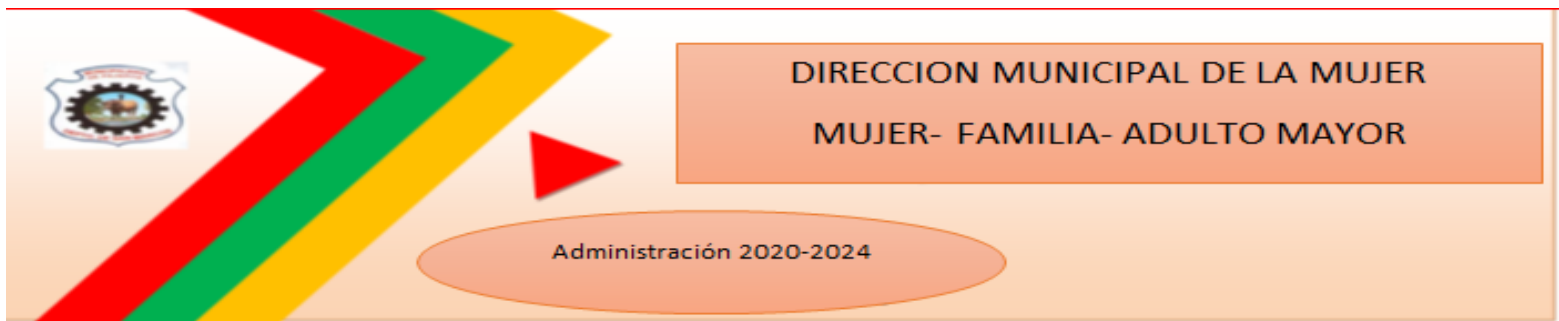 DIRECCION MUNICIPAL DE LA MUJER
MUJER- FAMILIA- ADULTO MAYOR
Administración 2020-2024